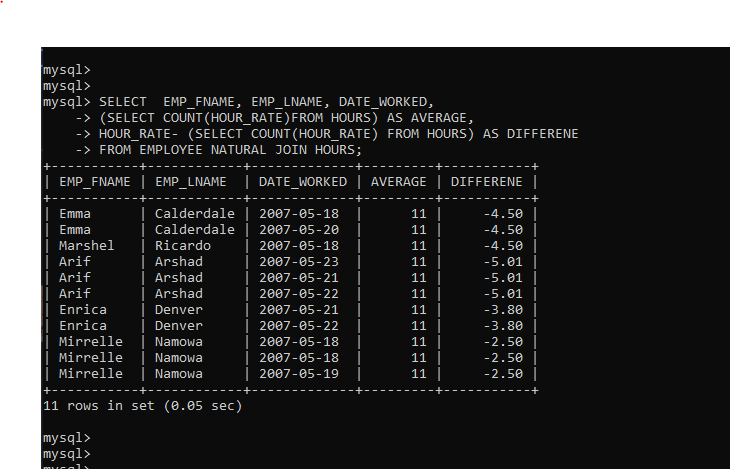 mysql>
mysql>
mysql> SELECT  EMP_FNAME, EMP_LNAME, DATE_WORKED,
    -> (SELECT COUNT(HOUR_RATE)FROM HOURS) AS AVERAGE,
    -> HOUR_RATE- (SELECT COUNT(HOUR_RATE) FROM HOURS) AS DIFFERENE
    -> FROM EMPLOYEE NATURAL JOIN HOURS;
+-----------+------------+-------------+---------+-----------+
| EMP_FNAME | EMP_LNAME  | DATE_WORKED | AVERAGE | DIFFERENE |
+-----------+------------+-------------+---------+-----------+
| Emma      | Calderdale | 2007-05-18  |      11 |     -4.50 |
| Emma      | Calderdale | 2007-05-20  |      11 |     -4.50 |
| Marshel   | Ricardo    | 2007-05-18  |      11 |     -4.50 |
| Arif      | Arshad     | 2007-05-23  |      11 |     -5.01 |
| Arif      | Arshad     | 2007-05-21  |      11 |     -5.01 |
| Arif      | Arshad     | 2007-05-22  |      11 |     -5.01 |
| Enrica    | Denver     | 2007-05-21  |      11 |     -3.80 |
| Enrica    | Denver     | 2007-05-22  |      11 |     -3.80 |
| Mirrelle  | Namowa     | 2007-05-18  |      11 |     -2.50 |
| Mirrelle  | Namowa     | 2007-05-18  |      11 |     -2.50 |
| Mirrelle  | Namowa     | 2007-05-19  |      11 |     -2.50 |
+-----------+------------+-------------+---------+-----------+
11 rows in set (0.05 sec)
mysql>
mysql>
mysql>